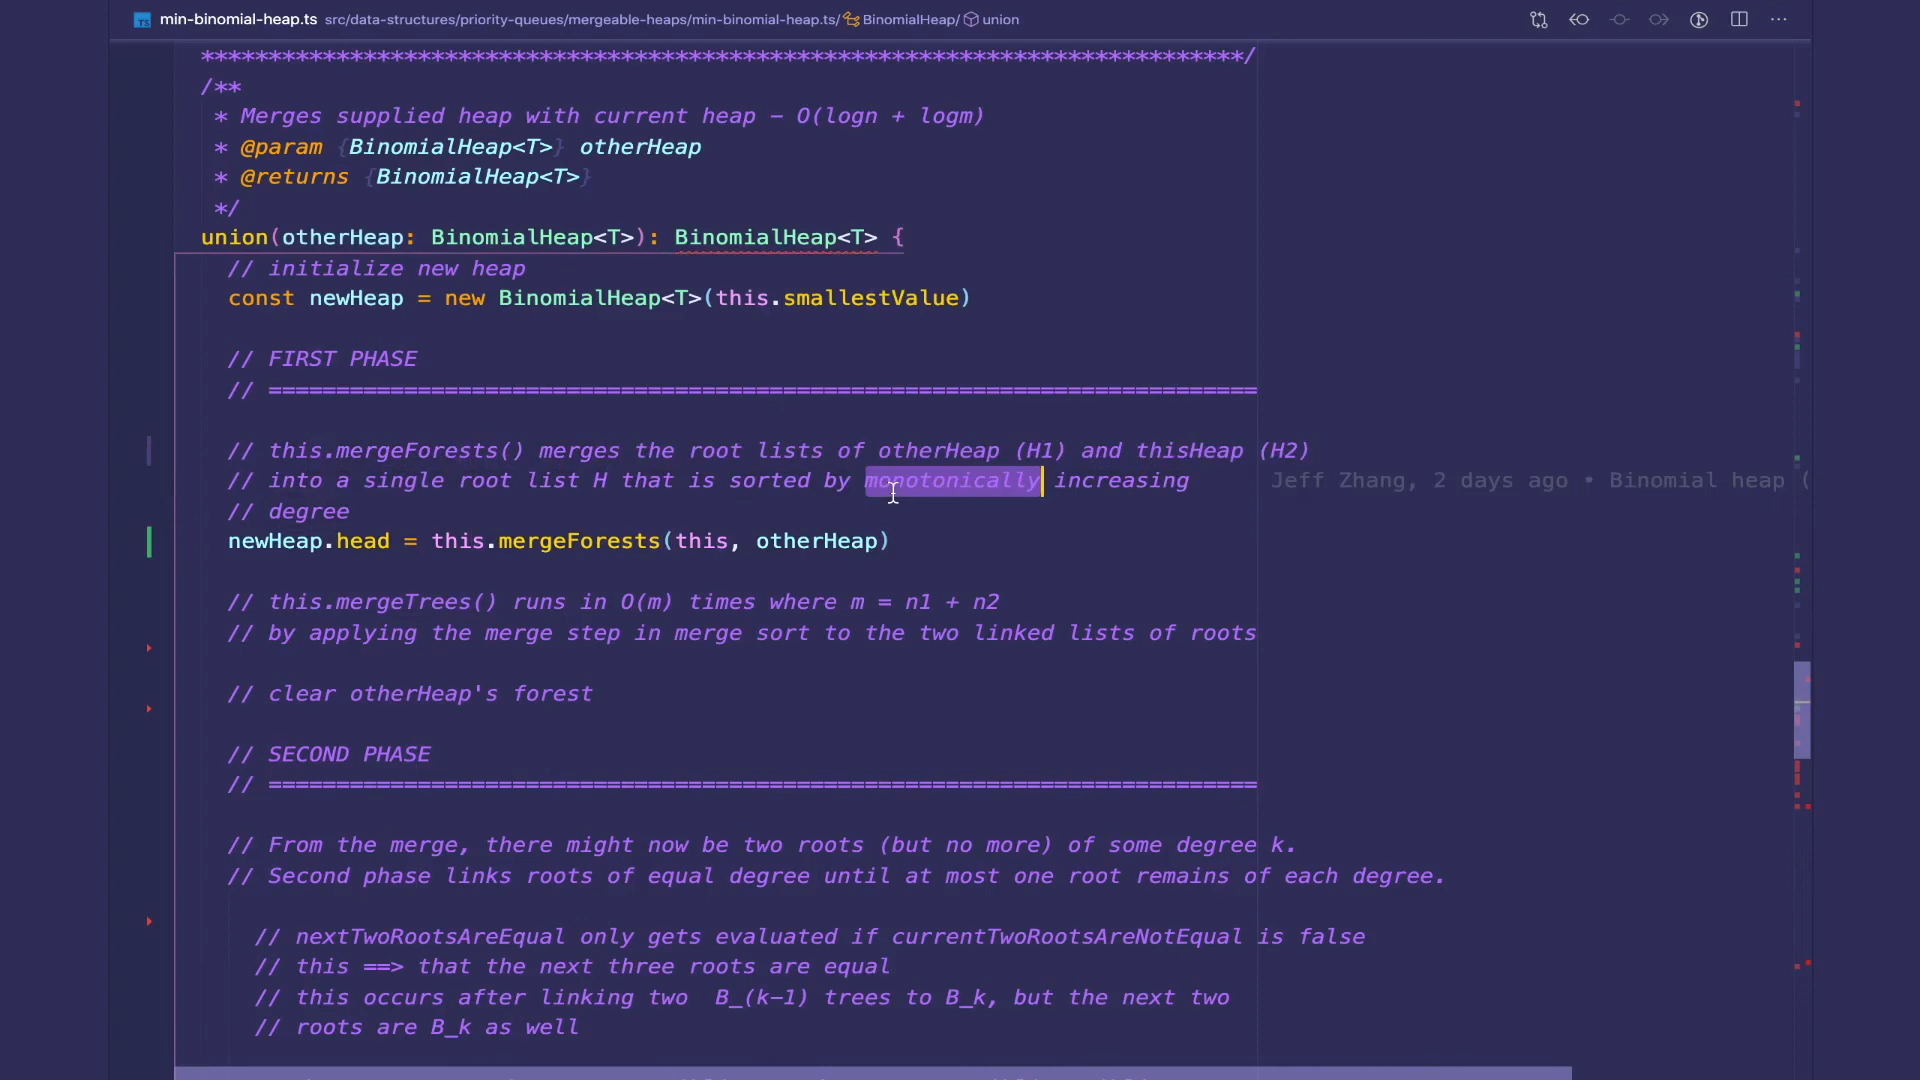 TS min-binomial-heap.ts src/data-structures/priority-queues/mergeable-heaps/min-binomial-heap.ts/ BinomialHeap/ union
*****************************************************************************/
/**
* Merges supplied heap with current heap - O(logn + logm)
* @param {BinomialHeap<T>} otherHeap
* @returns {BinomialHeap<T>}
*/
union(otherHeap: BinomialHeap<T>): BinomialHeap<T> {
// initialize new heap
const newHeap = new BinomialHeap<T>(this.smallestValue)
// FIRST PHASE
// =========================================================================
// this.mergeForests() merges the root lists of otherHeap (H1) and thisHeap (H2)
// into a single root list H that is sorted by monotonically increasing Jeff Zhang, 2 days ago • Binomial heap (
// degree
newHeap.head = this.mergeForests(this, otherHeap)
// this.mergeTrees() runs in O(m) times where m = n1 + n2
// by applying the merge step in merge sort to the two linked lists of roots
// clear otherHeap's forest
// SECOND PHASE
// =========================================================================
// From the merge, there might now be two roots (but no more) of some degree k.
// Second phase links roots of equal degree until at most one root remains of each degree.
// nextTwoRootsAreEqual only gets evaluated if currentTwoRootsAreNotEqual is false
// this ==> that the next three roots are equal
// this occurs after linking two B_(k-1) trees to B_k, but the next two
// roots are B_k as well